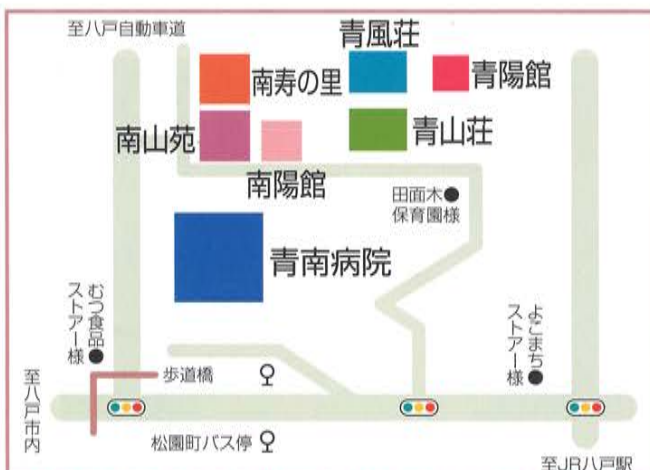 至八戸自動車道
青風荘
南寿の里
青陽館
南山苑
青山荘
南陽館
田面木
保育園様
青南病院
むつ食品
ストアー様
よこまち
ストアー様
歩道橋
至八戸市内
松園町バス停
至JR八戸駅